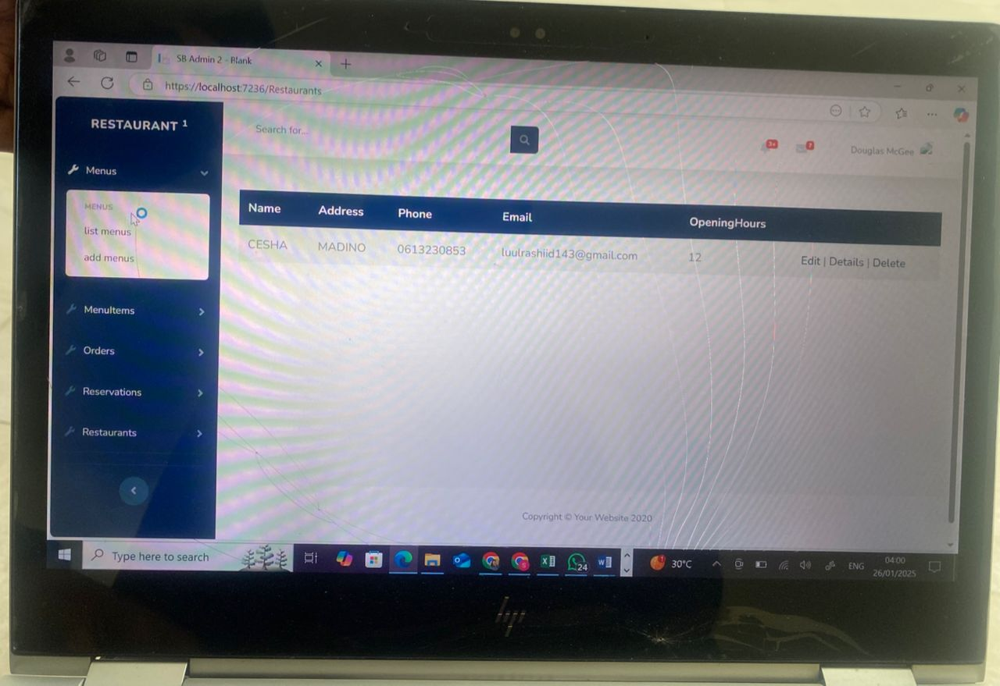 SB Admin 2 - Blank
https://localhost:7236/Restaurants
RESTAURANT 1
Search for...
3+
7
Douglas McGee
Menus
MENUS
list menus
add menus
MenuItems
Orders
Reservations
Restaurants
Name Address Phone Email OpeningHours
CESHA MADINO 0613230853 luulrashiid143@gmail.com 12 Edit | Details | Delete
Copyright © Your Website 2020
Type here to search
24
30°C
ENG
04:00
26/01/2025
hp